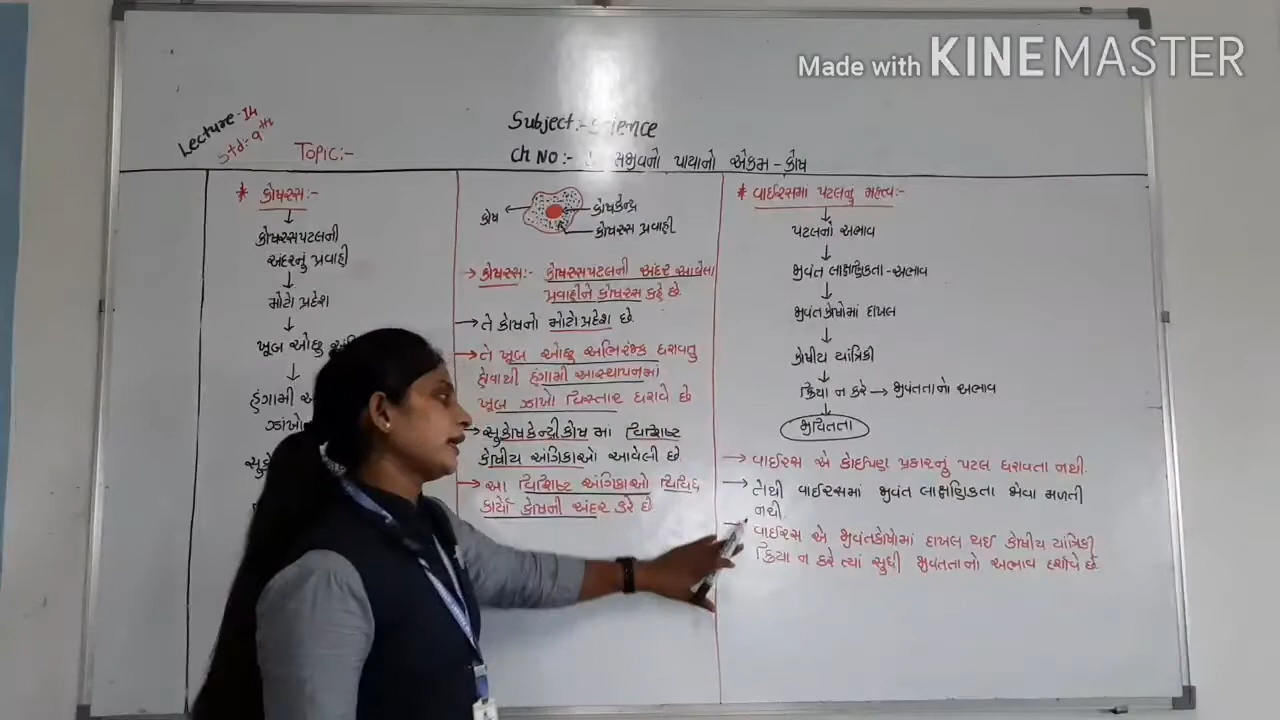 Made with KINEMASTER
Lecture-14
Std:-9th
Topic:-
Subject:- Science
Ch No:- સજીવનો પાયાનો એકમ - કોષ
* કોષરસ:-
કોષરસપટલની
અંદરનું પ્રવાહી
મોટો પ્રદેશ
ખૂબ ઓછુ
હંગામી
ઝાંખો
કોષ
કોષકેન્દ્ર
કોષરસ પ્રવાહી
→ કોષરસ:- કોષરસપટલની અંદર આવેલા
પ્રવાહીને કોષરસ કહે છે.
→ તે કોષનો મોટો પ્રદેશ છે.
→ તે ખૂબ ઓછુ અભિરંજક ધરાવતુ
હોવાથી હંગામી આસ્થાપનમાં
ખૂબ ઝાંખો વિસ્તાર ધરાવે છે
→ સુકોષકેન્દ્રીકોષ માં વિશિષ્ટ
કોષીય અંગિકાઓ આવેલી છે.
→ આ વિશિષ્ટ અંગિકાઓ વિવિધ
કાર્યો કોષની અંદર કરે છે
* વાઈરસમા પટલનુ મહત્વ:-
પટલનો અભાવ
જીવંત લાક્ષણિકતા - અભાવ
જીવંતકોષોમાં દાખલ
કોષીય યાંત્રિકી
ક્રિયા ન કરે → જીવંતતાનો અભાવ
જીવિતતા
→ વાઈરસ એ કોઈપણ પ્રકારનું પટલ ધરાવતા નથી.
→ તેથી વાઈરસમાં જીવંત લાક્ષણિકતા જોવા મળતી
નથી.
→ વાઈરસ એ જીવંતકોષોમાં દાખલ થઈ કોષીય યાંત્રિકી
ક્રિયા ન કરે ત્યાં સુધી જીવંતતાનો અભાવ દર્શાવે છે.